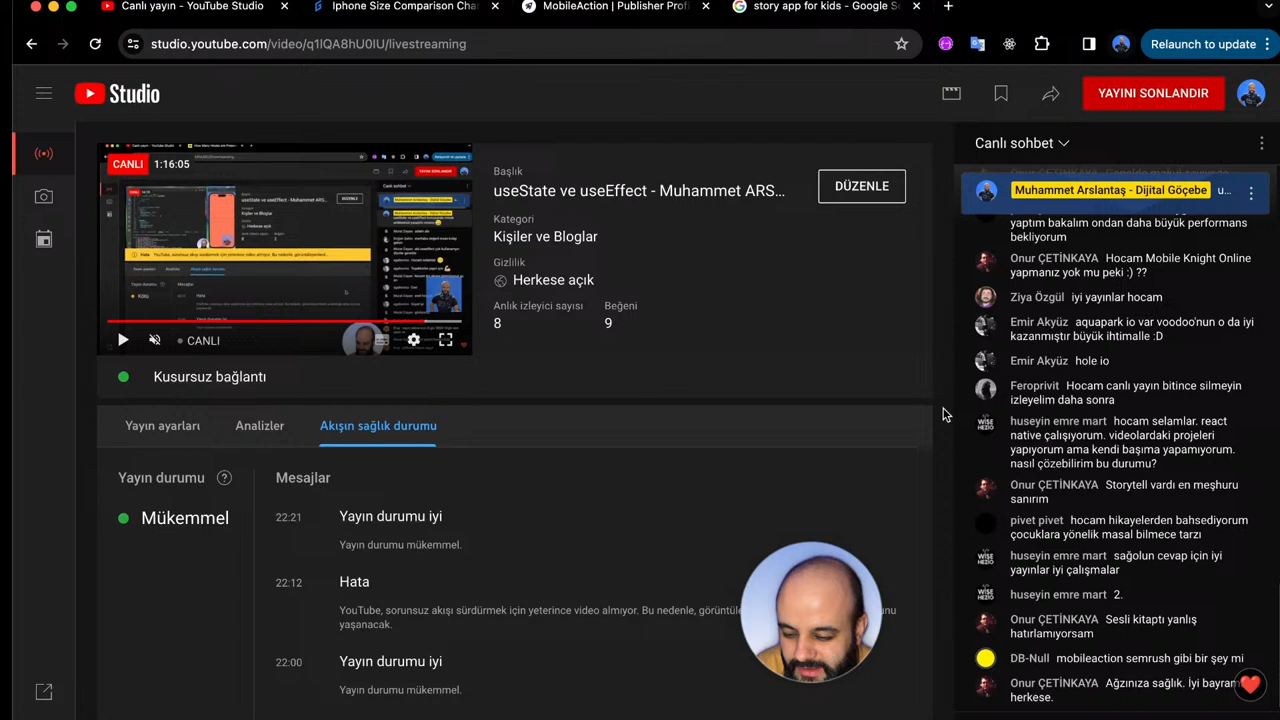 Canlı yayın - YouTube Studio
Iphone Size Comparison Cha
MobileAction | Publisher Profi
story app for kids - Google S
studio.youtube.com/video/q1IQA8hU0IU/livestreaming
Relaunch to update
Studio
YAYINI SONLANDIR
CANLI 1:16:05
CANLI
Başlık
useState ve useEffect - Muhammet ARS...
DÜZENLE
Kategori
Kişiler ve Bloglar
Gizlilik
Herkese açık
Anlık izleyici sayısı
8
Beğeni
9
Kusursuz bağlantı
Yayın ayarları
Analizler
Akışın sağlık durumu
Yayın durumu
Mükemmel
Mesajlar
22:21 Yayın durumu iyi
Yayın durumu mükemmel.
22:12 Hata
YouTube, sorunsuz akışı sürdürmek için yeterince video almıyor. Bu nedenle, görüntüle
unu
yaşanacak.
22:00 Yayın durumu iyi
Yayın durumu mükemmel.
Canlı sohbet
Muhammet Arslantaş - Dijital Göçebe u...
yaptım bakalım onda daha büyük performans
bekliyorum
Onur ÇETİNKAYA Hocam Mobile Knight Online
yapmanız yok mu peki :) ??
Ziya Özgül iyi yayınlar hocam
Emir Akyüz aquapark io var voodoo'nun o da iyi
kazanmıştır büyük ihtimalle :D
Emir Akyüz hole io
Feroprivit Hocam canlı yayın bitince silmeyin
izleyelim daha sonra
huseyin emre mart hocam selamlar. react
native çalışıyorum. videolardaki projeleri
yapıyorum ama kendi başıma yapamıyorum.
nasıl çözebilirim bu durumu?
Onur ÇETİNKAYA Storytell vardı en meşhuru
sanırım
pivet pivet hocam hikayelerden bahsediyorum
çocuklara yönelik masal bilmece tarzı
huseyin emre mart sağolun cevap için iyi
yayınlar iyi çalışmalar
huseyin emre mart 2.
Onur ÇETİNKAYA Sesli kitaptı yanlış
hatırlamıyorsam
DB-Null mobileaction semrush gibi bir şey mi
Onur ÇETİNKAYA Ağzınıza sağlık. İyi bayram
herkese.